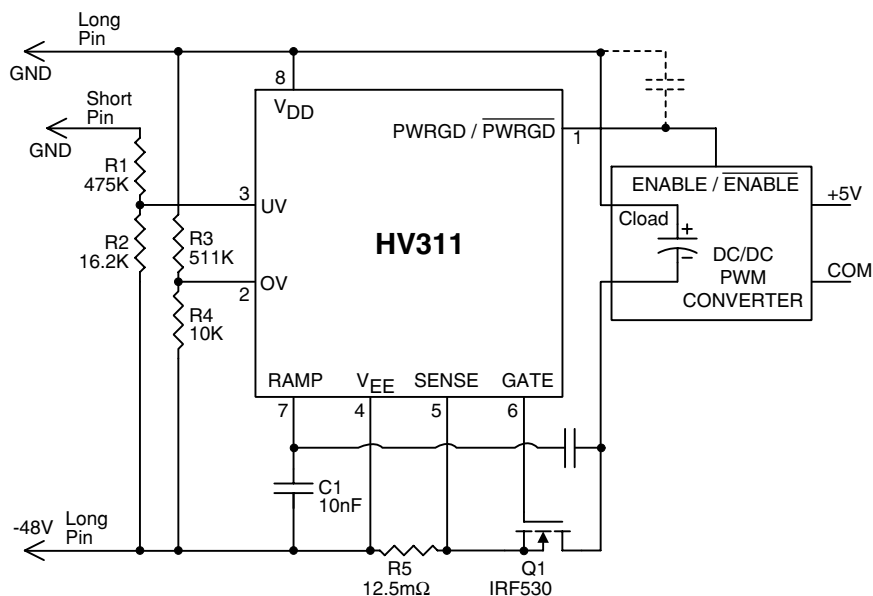 Long
Pin
GND
8
VDD
Short
Pin
GND
PWRGD / PWRGD
1
R1
475K
ENABLE / ENABLE
+5V
3
UV
Cload
+
HV311
R2
16.2K
R3
511K
−
DC/DC
PWM
CONVERTER
COM
2
OV
R4
10K
RAMP
VEE
SENSE
GATE
7
4
5
6
C1
10nF
-48V
Long
Pin
R5
12.5mΩ
Q1
IRF530